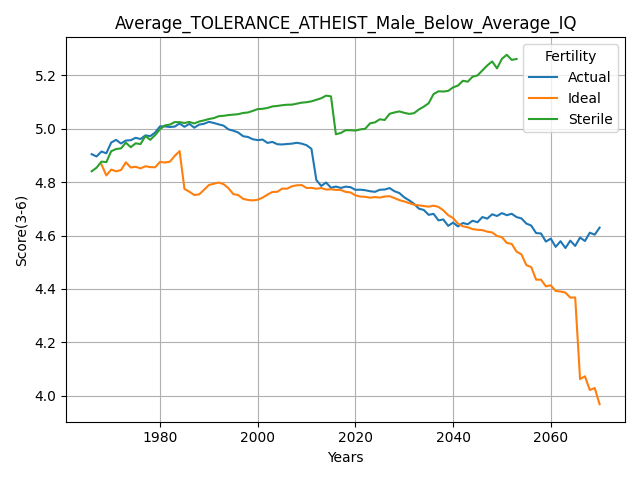 Average_TOLERANCE_ATHEIST_Male_Below_Average_IQ
Fertility
Actual
Ideal
Sterile
Score(3-6)
5.2
5.0
4.8
4.6
4.4
4.2
4.0
1980 2000 2020 2040 2060
Years